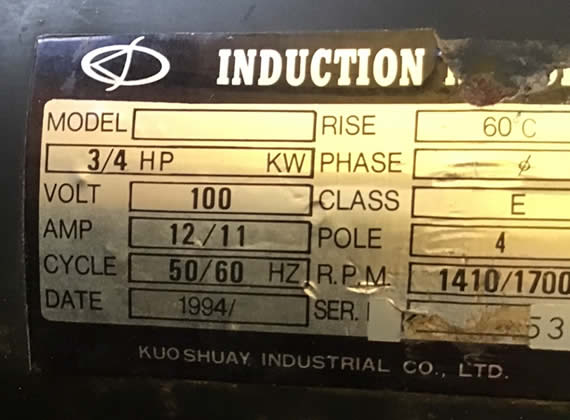 INDUCTION
MODEL RISE 60°C
3/4 HP KW PHASE ϕ
VOLT 100 CLASS E
AMP 12/11 POLE 4
CYCLE 50/60 HZ R.P.M. 1410/1700
DATE 1994/ SER. 53
KUO SHUAY INDUSTRIAL CO., LTD.